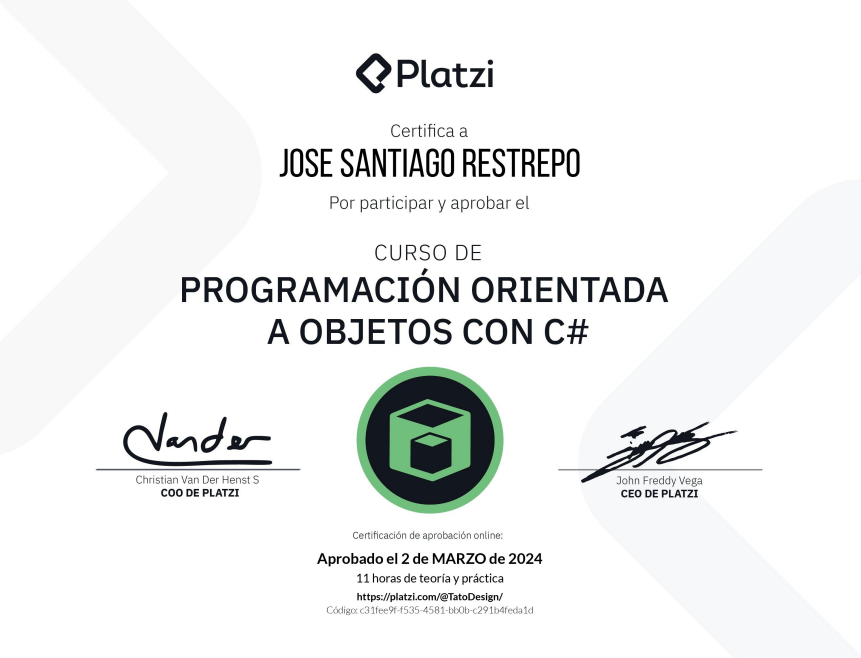 Platzi
Certifica a
JOSE SANTIAGO RESTREPO
Por participar y aprobar el
CURSO DE
PROGRAMACIÓN ORIENTADA
A OBJETOS CON C#
Vander
Christian Van Der Henst S
COO DE PLATZI
John Freddy Vega
CEO DE PLATZI
Certificación de aprobación online:
Aprobado el 2 de MARZO de 2024
11 horas de teoría y práctica
https://platzi.com/@TatoDesign/
Código: c31fee9f-f535-4581-bb0b-c291b4feda1d